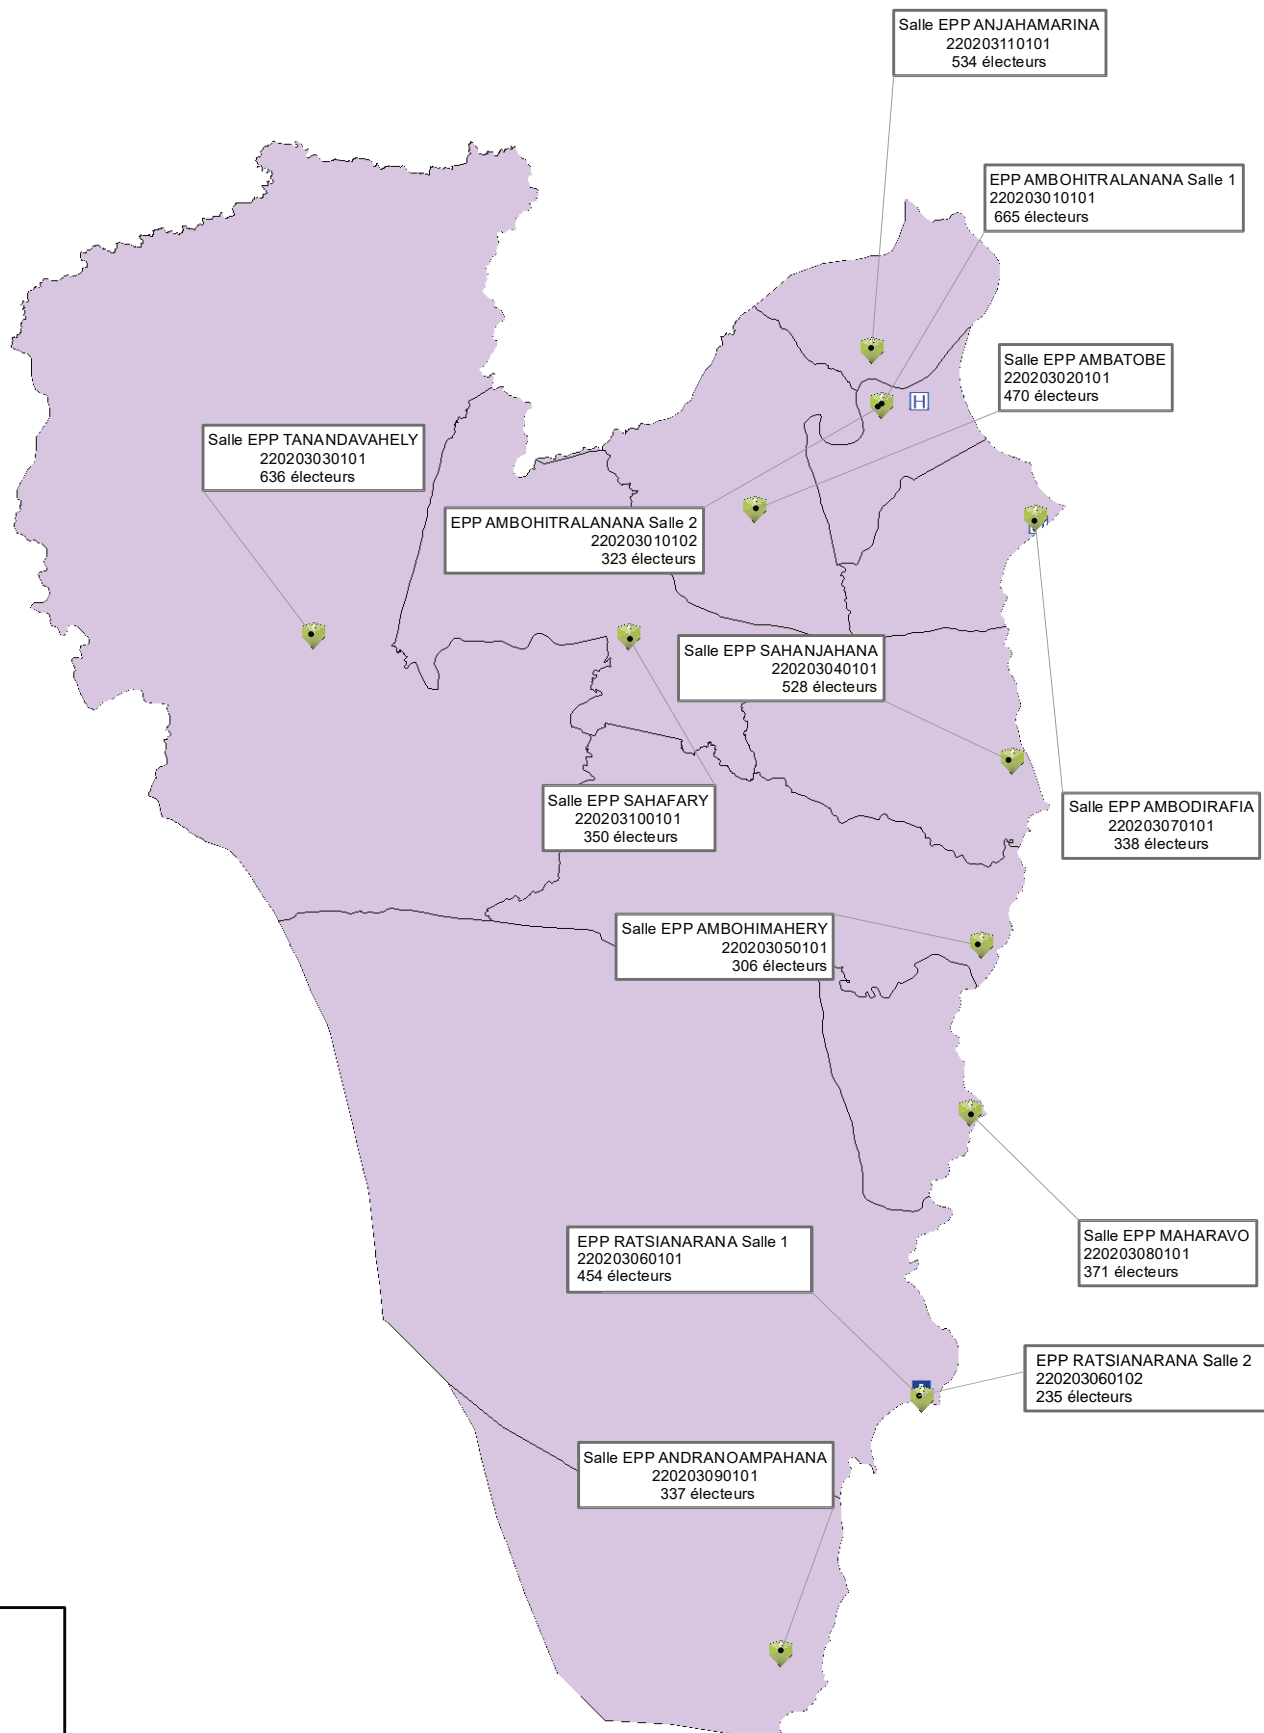 Salle EPP ANJAHAMARINA
220203110101
534 électeurs
EPP AMBOHITRALANANA Salle 1
220203010101
665 électeurs
Salle EPP AMBATOBE
220203020101
470 électeurs
Salle EPP TANANDAVAHELY
220203030101
636 électeurs
EPP AMBOHITRALANANA Salle 2
220203010102
323 électeurs
Salle EPP SAHANJAHANA
220203040101
528 électeurs
Salle EPP SAHAFARY
220203100101
350 électeurs
Salle EPP AMBODIRAFIA
220203070101
338 électeurs
Salle EPP AMBOHIMAHERY
220203050101
306 électeurs
Salle EPP MAHARAVO
220203080101
371 électeurs
EPP RATSIANARANA Salle 1
220203060101
454 électeurs
EPP RATSIANARANA Salle 2
220203060102
235 électeurs
Salle EPP ANDRANOAMPAHANA
220203090101
337 électeurs
H